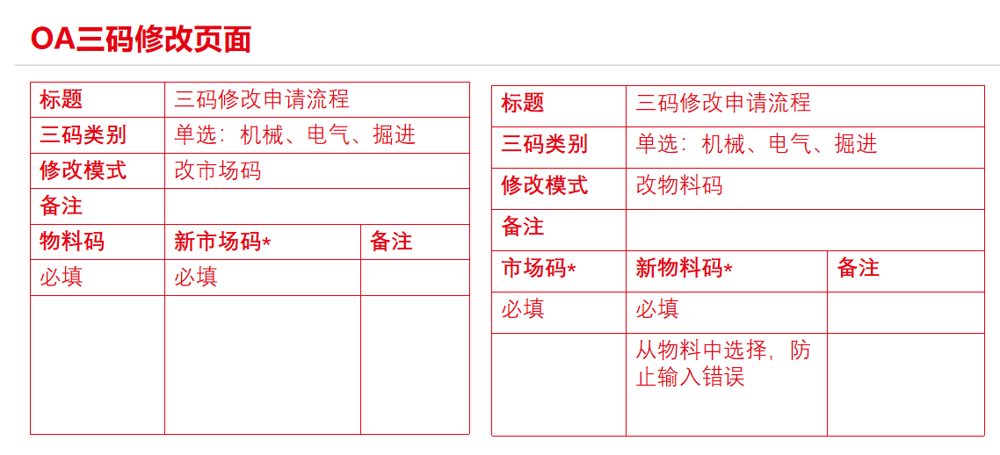 OA三码修改页面
标题 三码修改申请流程
三码类别 单选：机械、电气、掘进
修改模式 改市场码
备注
物料码 新市场码* 备注
必填 必填
标题 三码修改申请流程
三码类别 单选：机械、电气、掘进
修改模式 改物料码
备注
市场码* 新物料码* 备注
必填 必填
从物料中选择，防
止输入错误